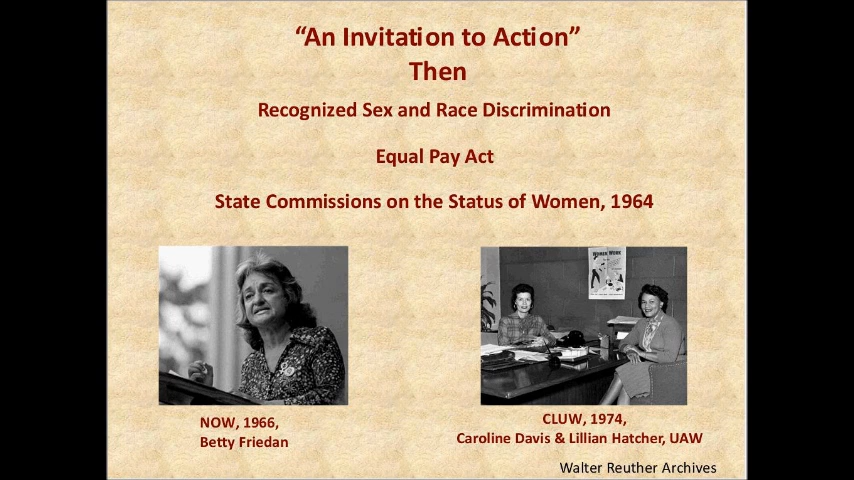 “An Invitation to Action”
Then
Recognized Sex and Race Discrimination
Equal Pay Act
State Commissions on the Status of Women, 1964
NOW, 1966,
Betty Friedan
CLUW, 1974,
Caroline Davis & Lillian Hatcher, UAW
Walter Reuther Archives